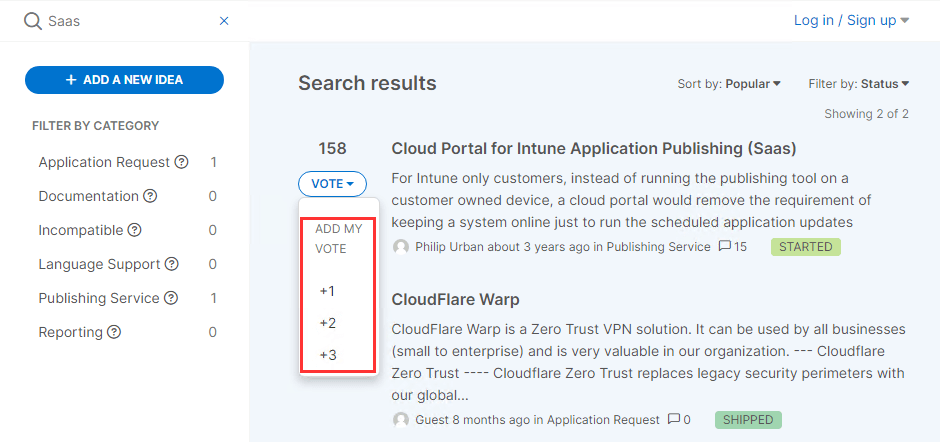 Saas
Log in / Sign up
+ ADD A NEW IDEA
FILTER BY CATEGORY
Application Request 1
Documentation 0
Incompatible 0
Language Support 0
Publishing Service 1
Reporting 0
Search results
Sort by: Popular
Filter by: Status
Showing 2 of 2
158
VOTE
ADD MY
VOTE
+1
+2
+3
Cloud Portal for Intune Application Publishing (Saas)
For Intune only customers, instead of running the publishing tool on a
customer owned device, a cloud portal would remove the requirement of
keeping a system online just to run the scheduled application updates
Philip Urban about 3 years ago in Publishing Service 15 STARTED
CloudFlare Warp
CloudFlare Warp is a Zero Trust VPN solution. It can be used by all businesses
(small to enterprise) and is very valuable in our organization. --- Cloudflare
Zero Trust ---- Cloudflare Zero Trust replaces legacy security perimeters with
our global...
Guest 8 months ago in Application Request 0 SHIPPED